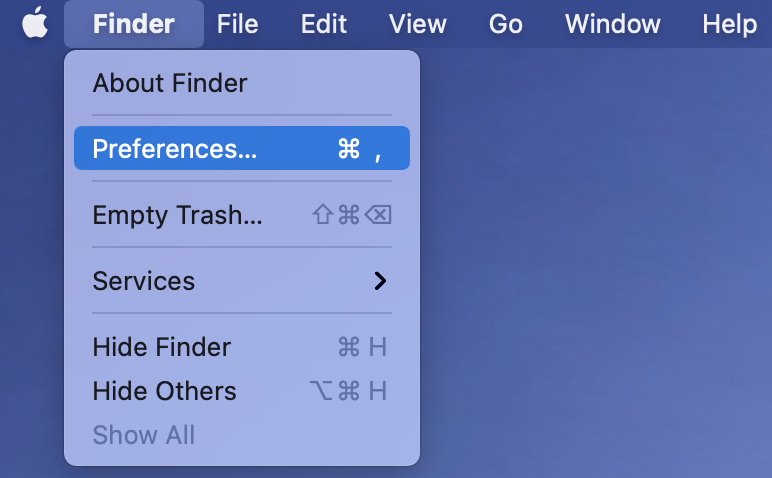 Finder File Edit View Go Window Help
About Finder
Preferences... ⌘ ,
Empty Trash... ⇧⌘⌫
Services
Hide Finder ⌘ H
Hide Others ⌥⌘ H
Show All